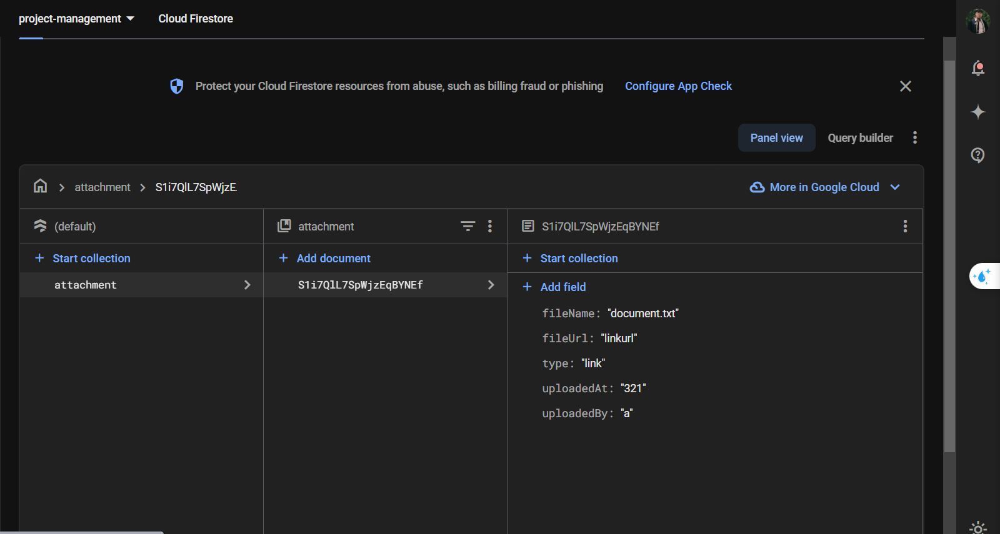 project-management
Cloud Firestore
Protect your Cloud Firestore resources from abuse, such as billing fraud or phishing
Configure App Check
Panel view
Query builder
attachment
S1i7QlL7SpWjzE.
More in Google Cloud
(default)
attachment
S1i7QlL7SpWjzEqBYNEf
Start collection
Add document
Start collection
attachment
S1i7QlL7SpWjzEqBYNEf
Add field
fileName: "document.txt"
fileUrl: "linkurl"
type: "link"
uploadedAt: "321"
uploadedBy: "a"